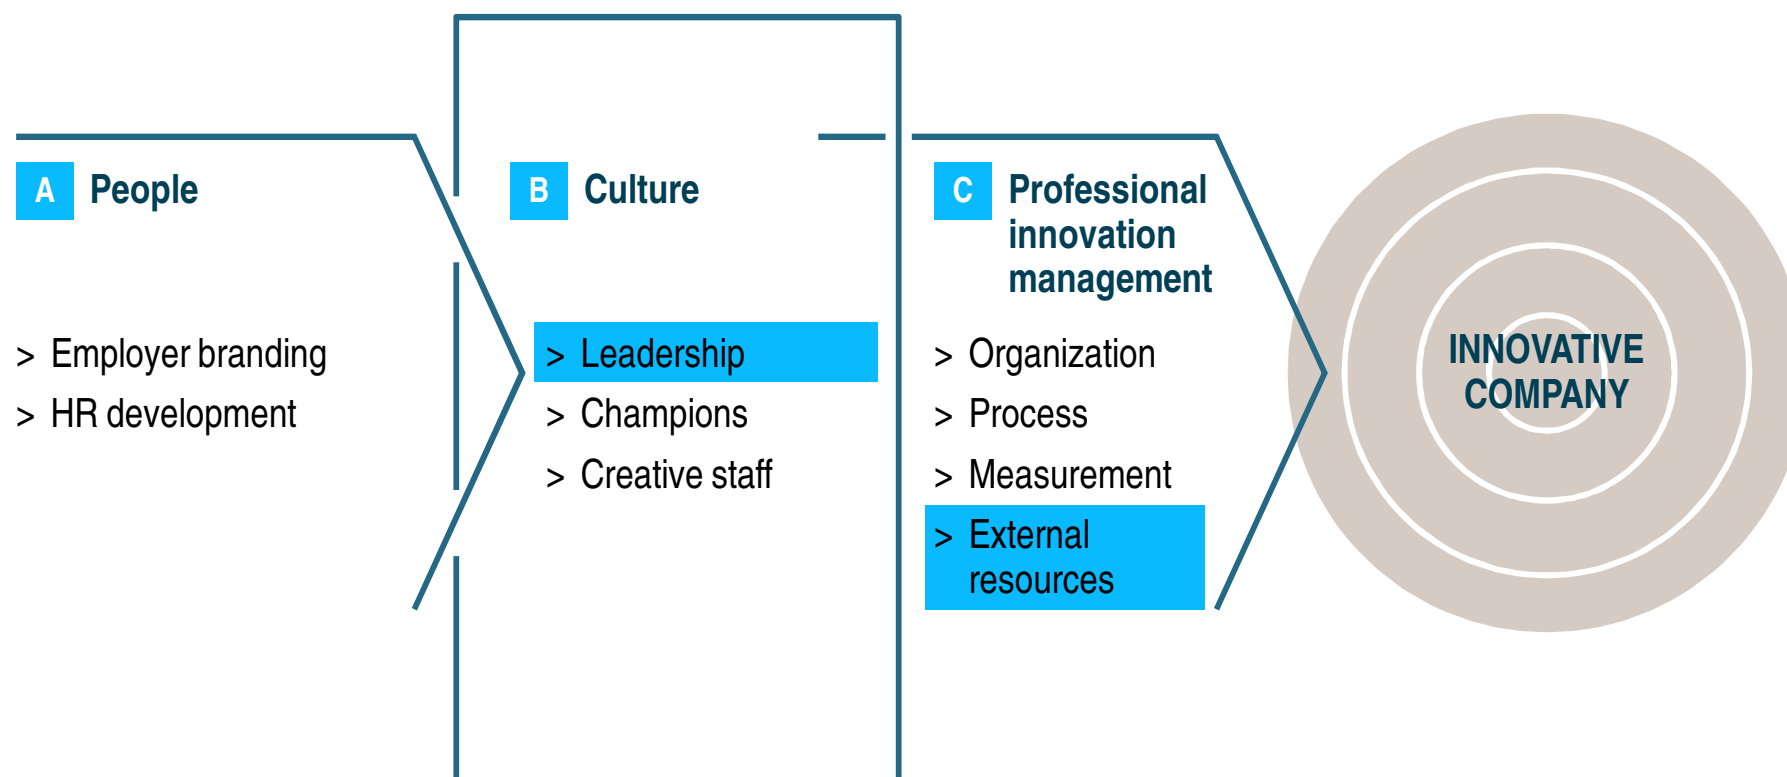 A People
> Employer branding
> HR development
B Culture
> Leadership
> Champions
> Creative staff
C Professional
innovation
management
> Organization
> Process
> Measurement
> External
resources
INNOVATIVE
COMPANY